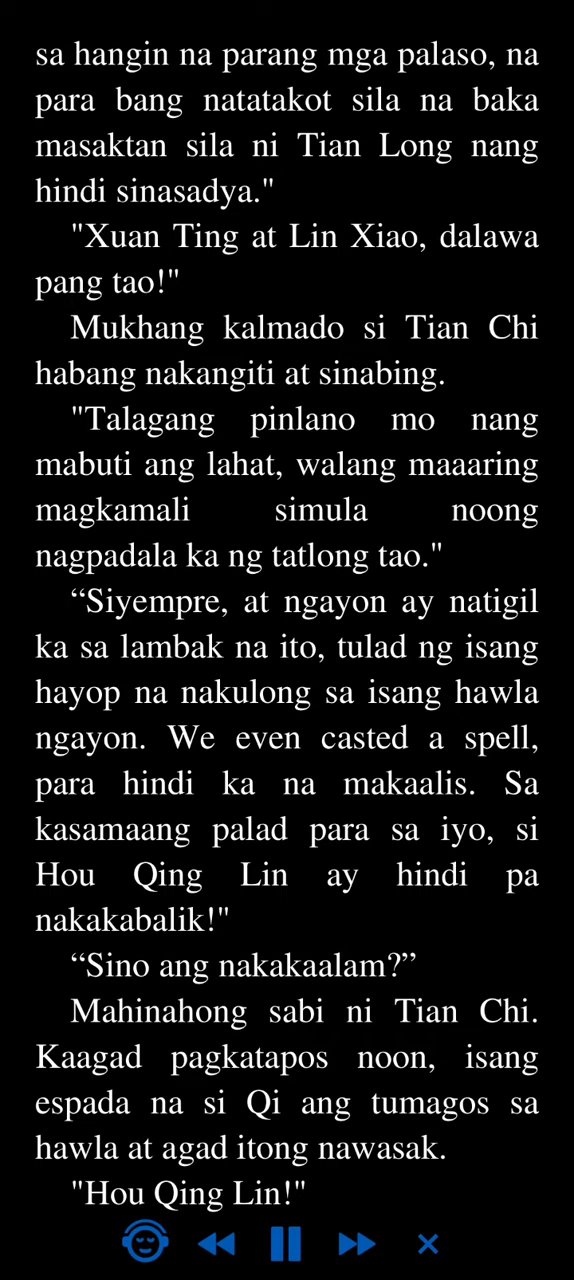 sa hangin na parang mga palaso, na
para bang natatakot sila na baka
masaktan sila ni Tian Long nang
hindi sinasadya."
"Xuan Ting at Lin Xiao, dalawa
pang tao!"
Mukhang kalmado si Tian Chi
habang nakangiti at sinabing.
"Talagang pinlano mo nang
mabuti ang lahat, walang maaaring
magkamali simula noong
nagpadala ka ng tatlong tao."
“Siyempre, at ngayon ay natigil
ka sa lambak na ito, tulad ng isang
hayop na nakulong sa isang hawla
ngayon. We even casted a spell,
para hindi ka na makaalis. Sa
kasamaang palad para sa iyo, si
Hou Qing Lin ay hindi pa
nakakabalik!"
“Sino ang nakakaalam?”
Mahinahong sabi ni Tian Chi.
Kaagad pagkatapos noon, isang
espada na si Qi ang tumagos sa
hawla at agad itong nawasak.
"Hou Qing Lin!"